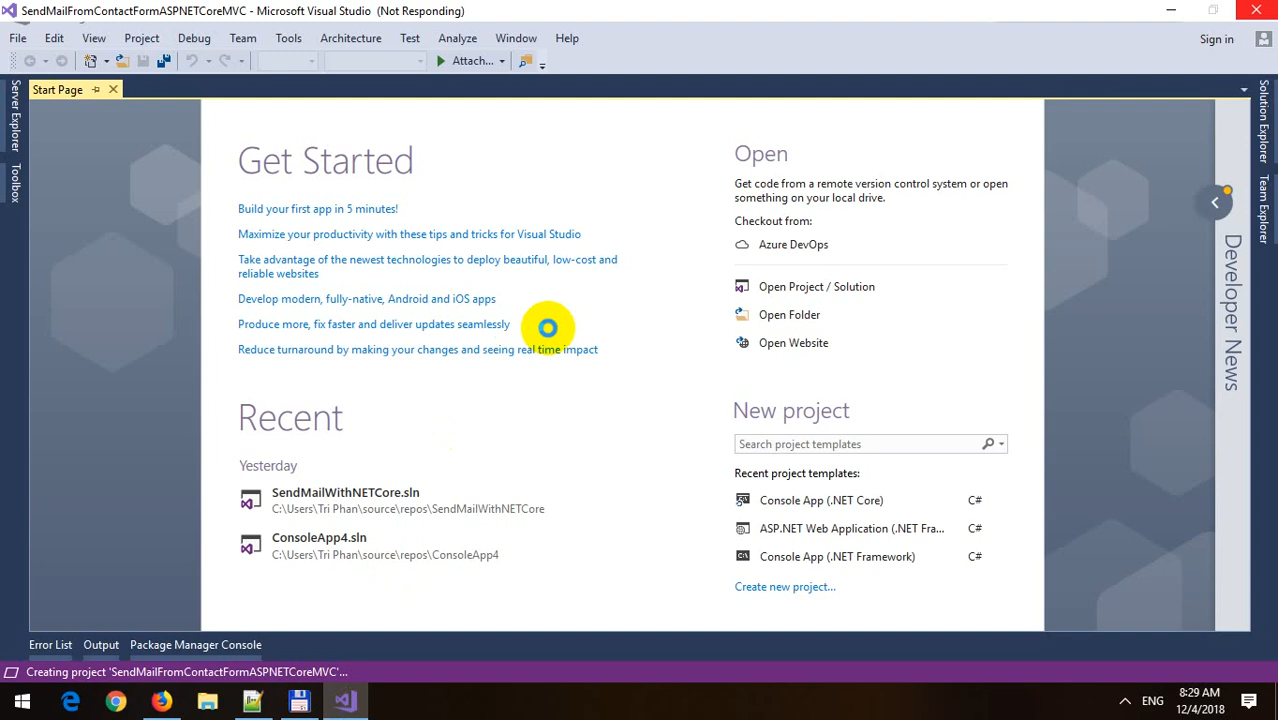 SendMailFromContactFormASPNETCoreMVC - Microsoft Visual Studio (Not Responding)
File Edit View Project Debug Team Tools Architecture Test Analyze Window Help
Sign in
Attach...
Server Explorer
Toolbox
Start Page
Get Started
Build your first app in 5 minutes!
Maximize your productivity with these tips and tricks for Visual Studio
Take advantage of the newest technologies to deploy beautiful, low-cost and
reliable websites
Develop modern, fully-native, Android and iOS apps
Produce more, fix faster and deliver updates seamlessly
Reduce turnaround by making your changes and seeing real time impact
Recent
Yesterday
SendMailWithNETCore.sln
C:\Users\Tri Phan\source\repos\SendMailWithNETCore
ConsoleApp4.sln
C:\Users\Tri Phan\source\repos\ConsoleApp4
Open
Get code from a remote version control system or open
something on your local drive.
Checkout from:
Azure DevOps
Open Project / Solution
Open Folder
Open Website
New project
Search project templates
Recent project templates:
Console App (.NET Core) C#
ASP.NET Web Application (.NET Fra... C#
Console App (.NET Framework) C#
Create new project...
Developer News
Solution Explorer
Team Explorer
Error List Output Package Manager Console
Creating project 'SendMailFromContactFormASPNETCoreMVC'...
ENG
8:29 AM
12/4/2018